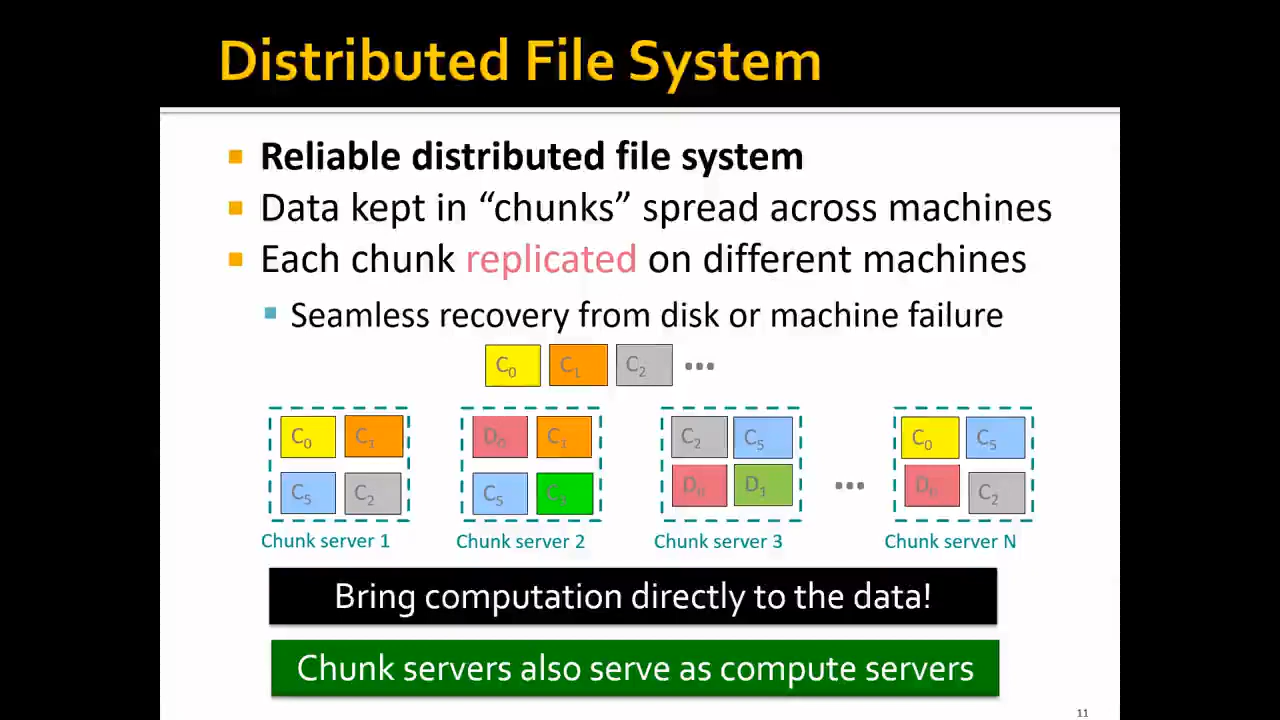 Distributed File System
Reliable distributed file system
Data kept in “chunks” spread across machines
Each chunk replicated on different machines
Seamless recovery from disk or machine failure
C0 C1 C2 ...
C0 C1 D0 C1 C2 C5 C0 C5
C5 C2 C5 D0 D1 ... D0 C2
Chunk server 1 Chunk server 2 Chunk server 3 Chunk server N
Bring computation directly to the data!
Chunk servers also serve as compute servers
11